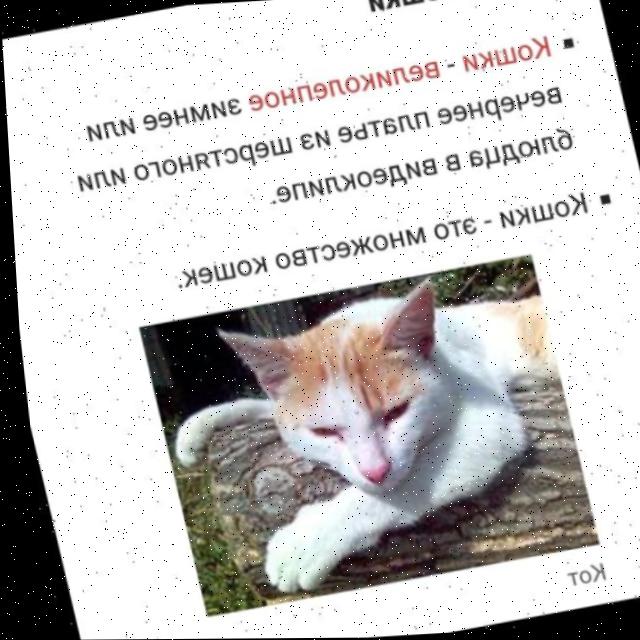 ▪ Кошки - великолепное зимнее или
вечернее платье из шерстяного или
блюдца в видеоклипе.
▪ Кошки - это множество кошек.
Кот